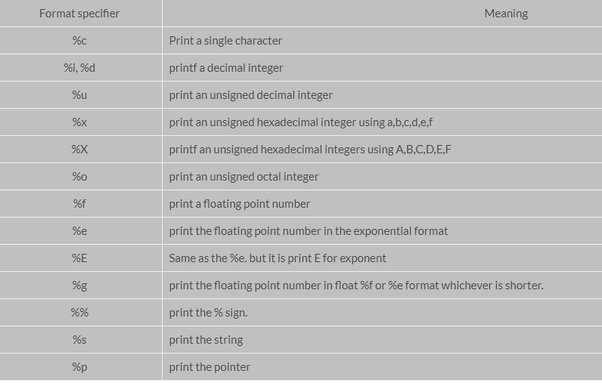 Format specifier Meaning
%c Print a single character
%i, %d printf a decimal integer
%u print an unsigned decimal integer
%x print an unsigned hexadecimal integer using a,b,c,d,e,f
%X printf an unsigned hexadecimal integers using A,B,C,D,E,F
%o print an unsigned octal integer
%f print a floating point number
%e print the floating point number in the exponential format
%E Same as the %e. but it is print E for exponent
%g print the floating point number in float %f or %e format whichever is shorter.
%% print the % sign.
%s print the string
%p print the pointer